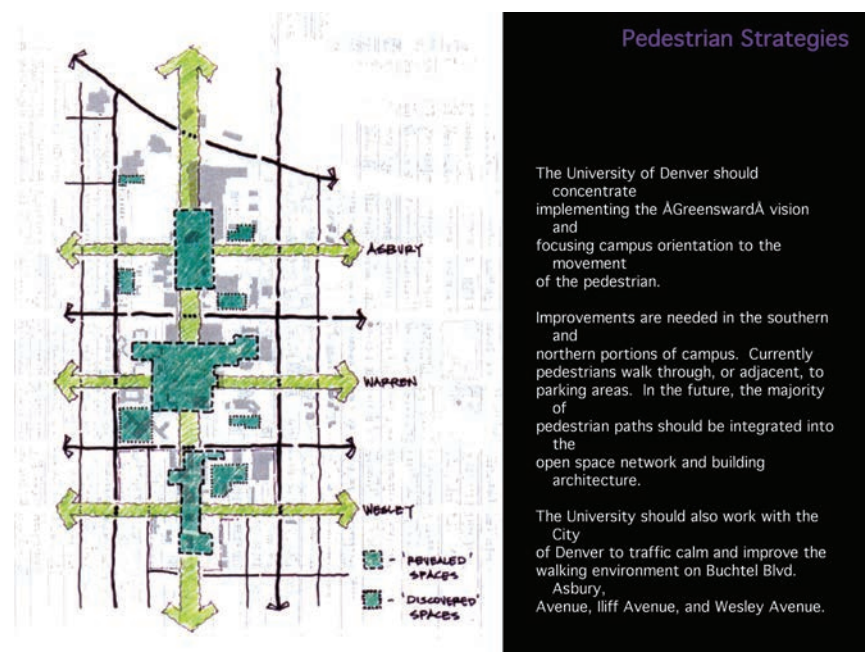 Pedestrian Strategies
ASBURY
WARREN
WESLEY
- 'REVEALED'
SPACES
- 'DISCOVERED'
SPACES
The University of Denver should
concentrate
implementing the ÅGreenswardÅ vision
and
focusing campus orientation to the
movement
of the pedestrian.
Improvements are needed in the southern
and
northern portions of campus.  Currently
pedestrians walk through, or adjacent, to
parking areas.  In the future, the majority
of
pedestrian paths should be integrated into
the
open space network and building
architecture.
The University should also work with the
City
of Denver to traffic calm and improve the
walking environment on Buchtel Blvd.
Asbury,
Avenue, Iliff Avenue, and Wesley Avenue.